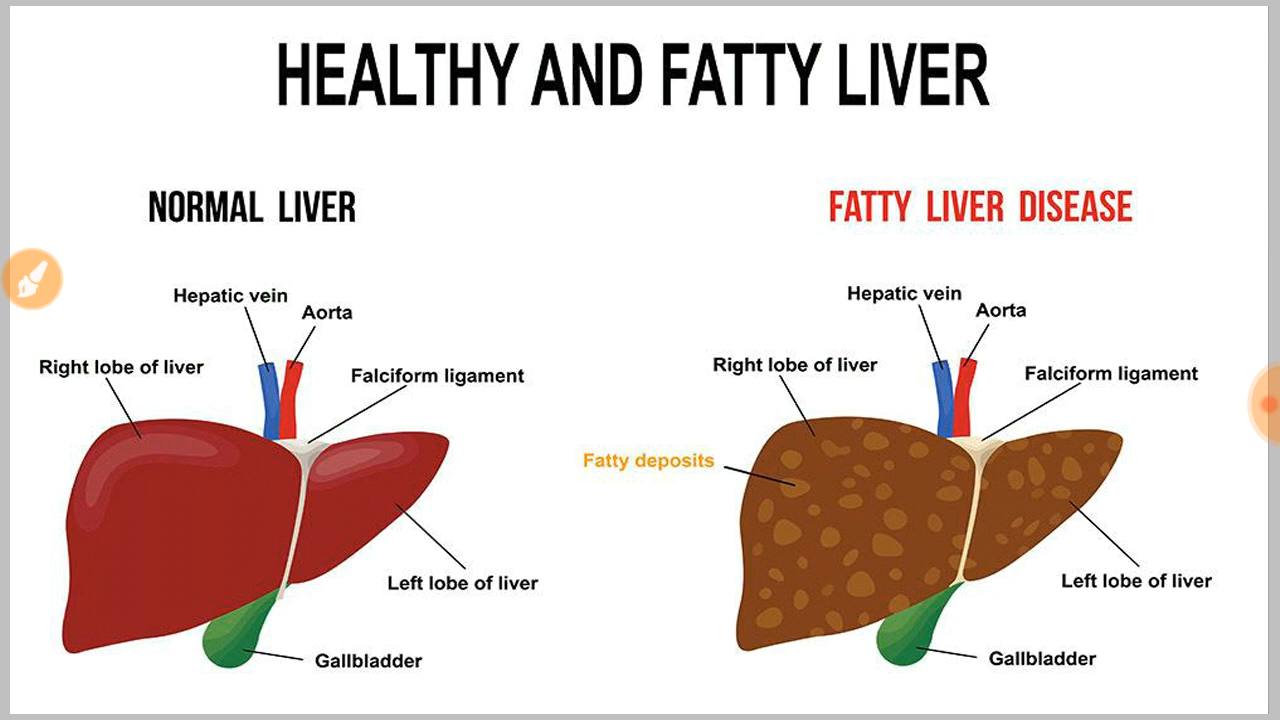 HEALTHY AND FATTY LIVER
NORMAL LIVER
Hepatic vein
Aorta
Right lobe of liver
Falciform ligament
Left lobe of liver
Gallbladder
FATTY LIVER DISEASE
Hepatic vein
Aorta
Right lobe of liver
Falciform ligament
Fatty deposits
Left lobe of liver
Gallbladder